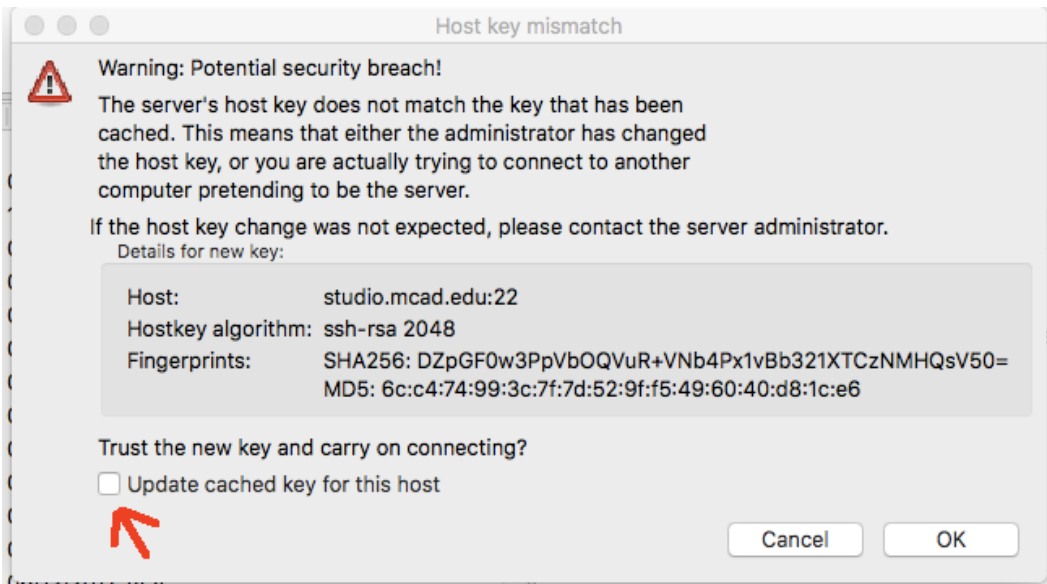 Host key mismatch
Warning: Potential security breach!
The server's host key does not match the key that has been
cached. This means that either the administrator has changed
the host key, or you are actually trying to connect to another
computer pretending to be the server.
If the host key change was not expected, please contact the server administrator.
Details for new key:
Host: studio.mcad.edu:22
Hostkey algorithm: ssh-rsa 2048
Fingerprints: SHA256: DZpGF0w3PpVbOQVuR+VNb4Px1vBb321XTCzNMHQsV50=
MD5: 6c:c4:74:99:3c:7f:7d:52:9f:f5:49:60:40:d8:1c:e6
Trust the new key and carry on connecting?
Update cached key for this host
Cancel OK